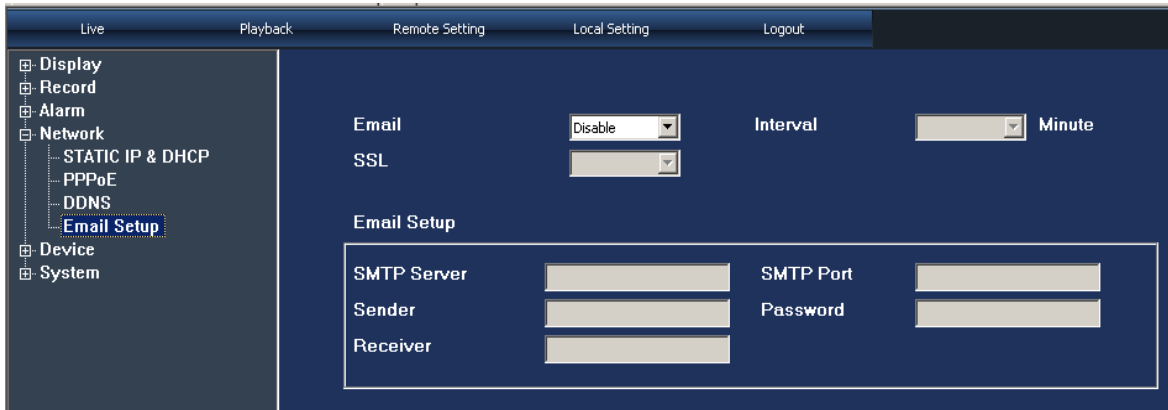 Live Playback Remote Setting Local Setting Logout
Display
Record
Alarm
Network
STATIC IP & DHCP
PPPoE
DDNS
Email Setup
Device
System
Email Disable Interval Minute
SSL
Email Setup
SMTP Server SMTP Port
Sender Password
Receiver